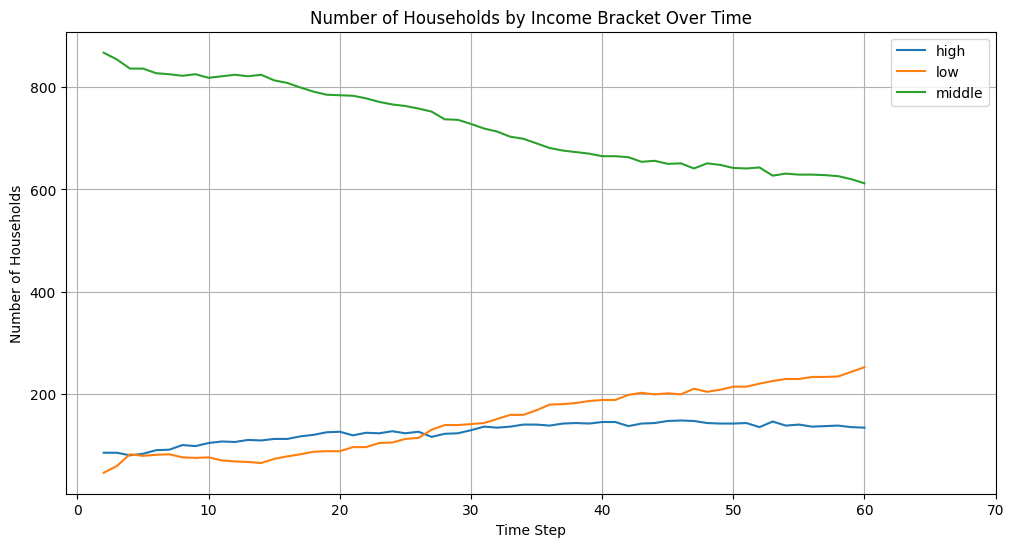 Number of Households by Income Bracket Over Time
high
low
middle
800
600
400
200
Number of Households
0 10 20 30 40 50 60 70
Time Step